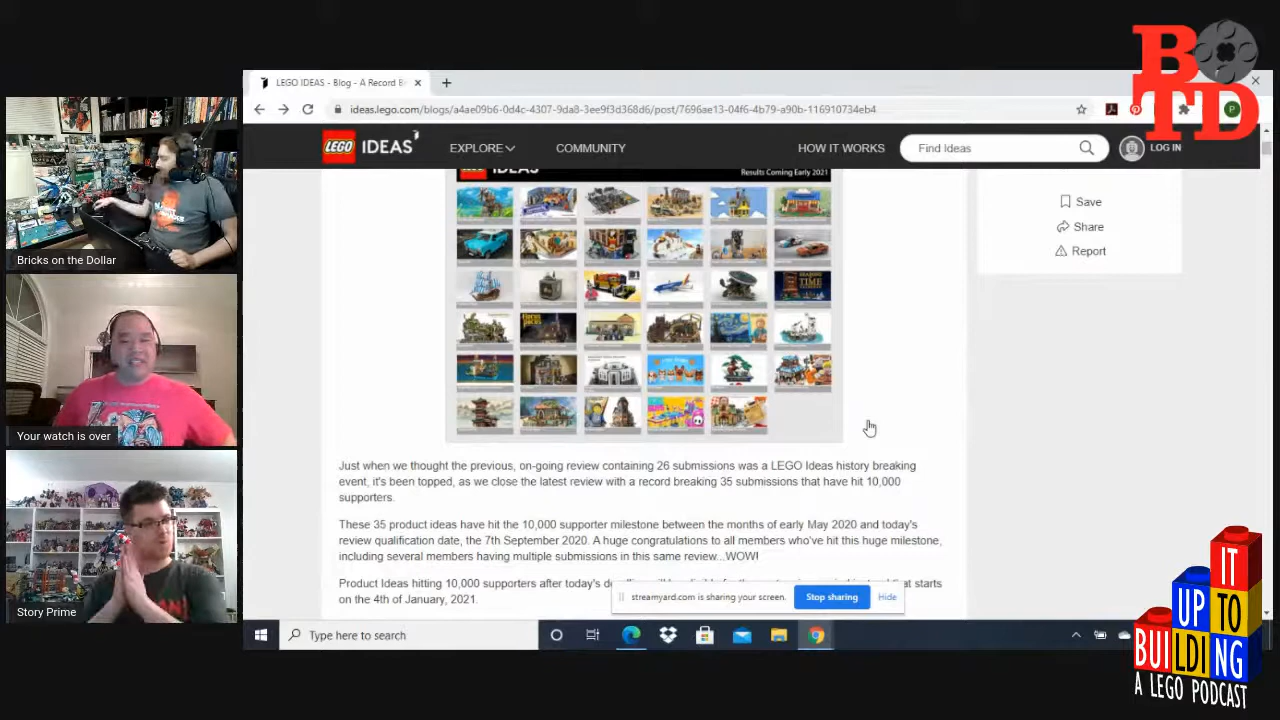 BOTD
LEGO IDEAS - Blog - A Record B
ideas.lego.com/blogs/a4ae09b6-0d4c-4307-9da8-3ee9f3d368d6/post/7696ae13-04f6-4b79-a90b-116910734eb4
P
LEGO IDEAS
EXPLORE
COMMUNITY
HOW IT WORKS
Find Ideas
LOG IN
IDEAS
Results Coming Early 2021
Save
Share
Report
Bricks on the Dollar
Your watch is over
Story Prime
Just when we thought the previous, on-going review containing 26 submissions was a LEGO Ideas history breaking
event, it's been topped, as we close the latest review with a record breaking 35 submissions that have hit 10,000
supporters.
These 35 product ideas have hit the 10,000 supporter milestone between the months of early May 2020 and today's
review qualification date, the 7th September 2020. A huge congratulations to all members who've hit this huge milestone,
including several members having multiple submissions in this same review...WOW!
Product Ideas hitting 10,000 supporters after today's
starts
on the 4th of January, 2021.
streamyard.com is sharing your screen.
Stop sharing
Hide
Type here to search
IT
UP TO
BUILDING
A LEGO PODCAST